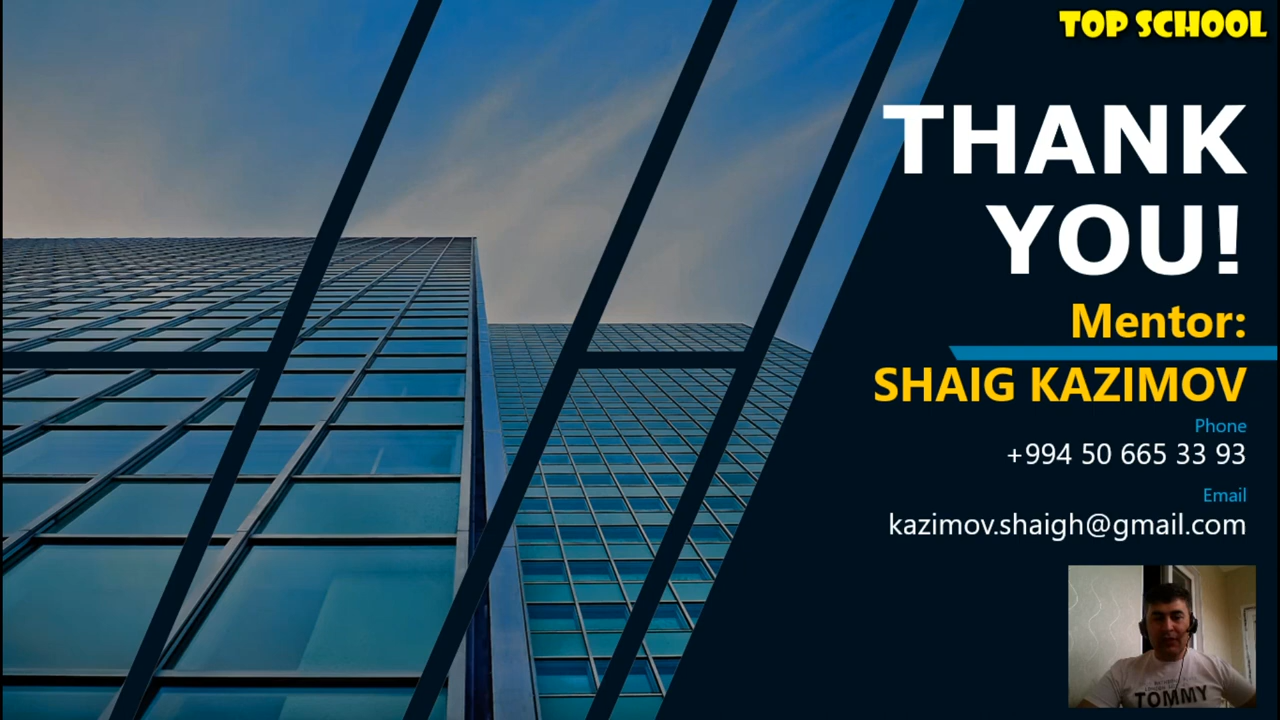 TOP SCHOOL
THANK
YOU!
Mentor:
SHAIG KAZIMOV
Phone
+994 50 665 33 93
Email
kazimov.shaigh@gmail.com
TOMMY